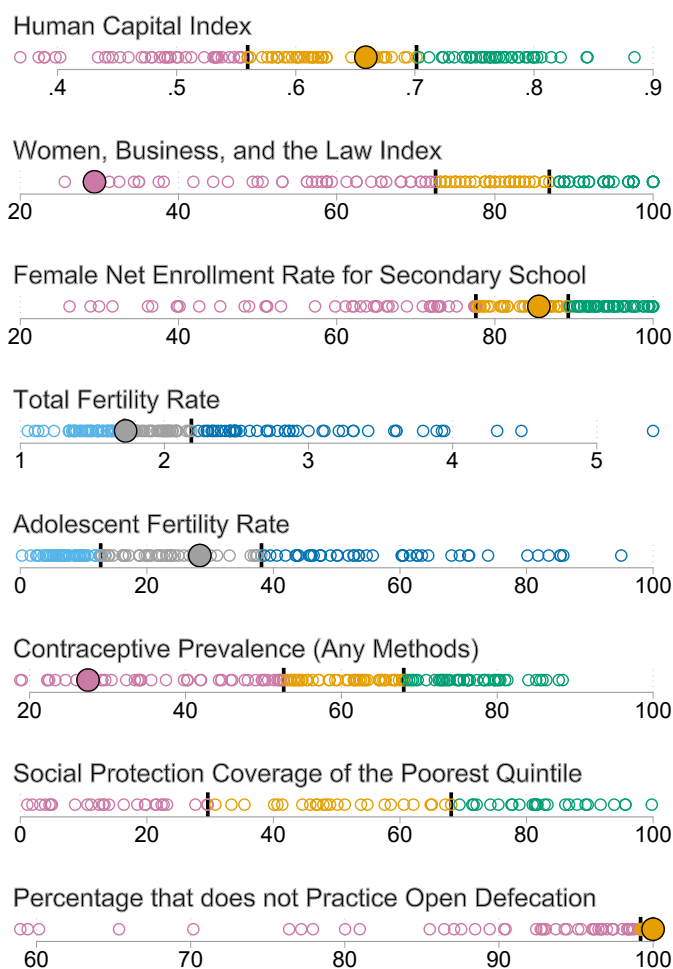 Human Capital Index
.4 .5 .6 .7 .8 .9
Women, Business, and the Law Index
20 40 60 80 100
Female Net Enrollment Rate for Secondary School
20 40 60 80 100
Total Fertility Rate
1 2 3 4 5
Adolescent Fertility Rate
0 20 40 60 80 100
Contraceptive Prevalence (Any Methods)
20 40 60 80 100
Social Protection Coverage of the Poorest Quintile
0 20 40 60 80 100
Percentage that does not Practice Open Defecation
60 70 80 90 100